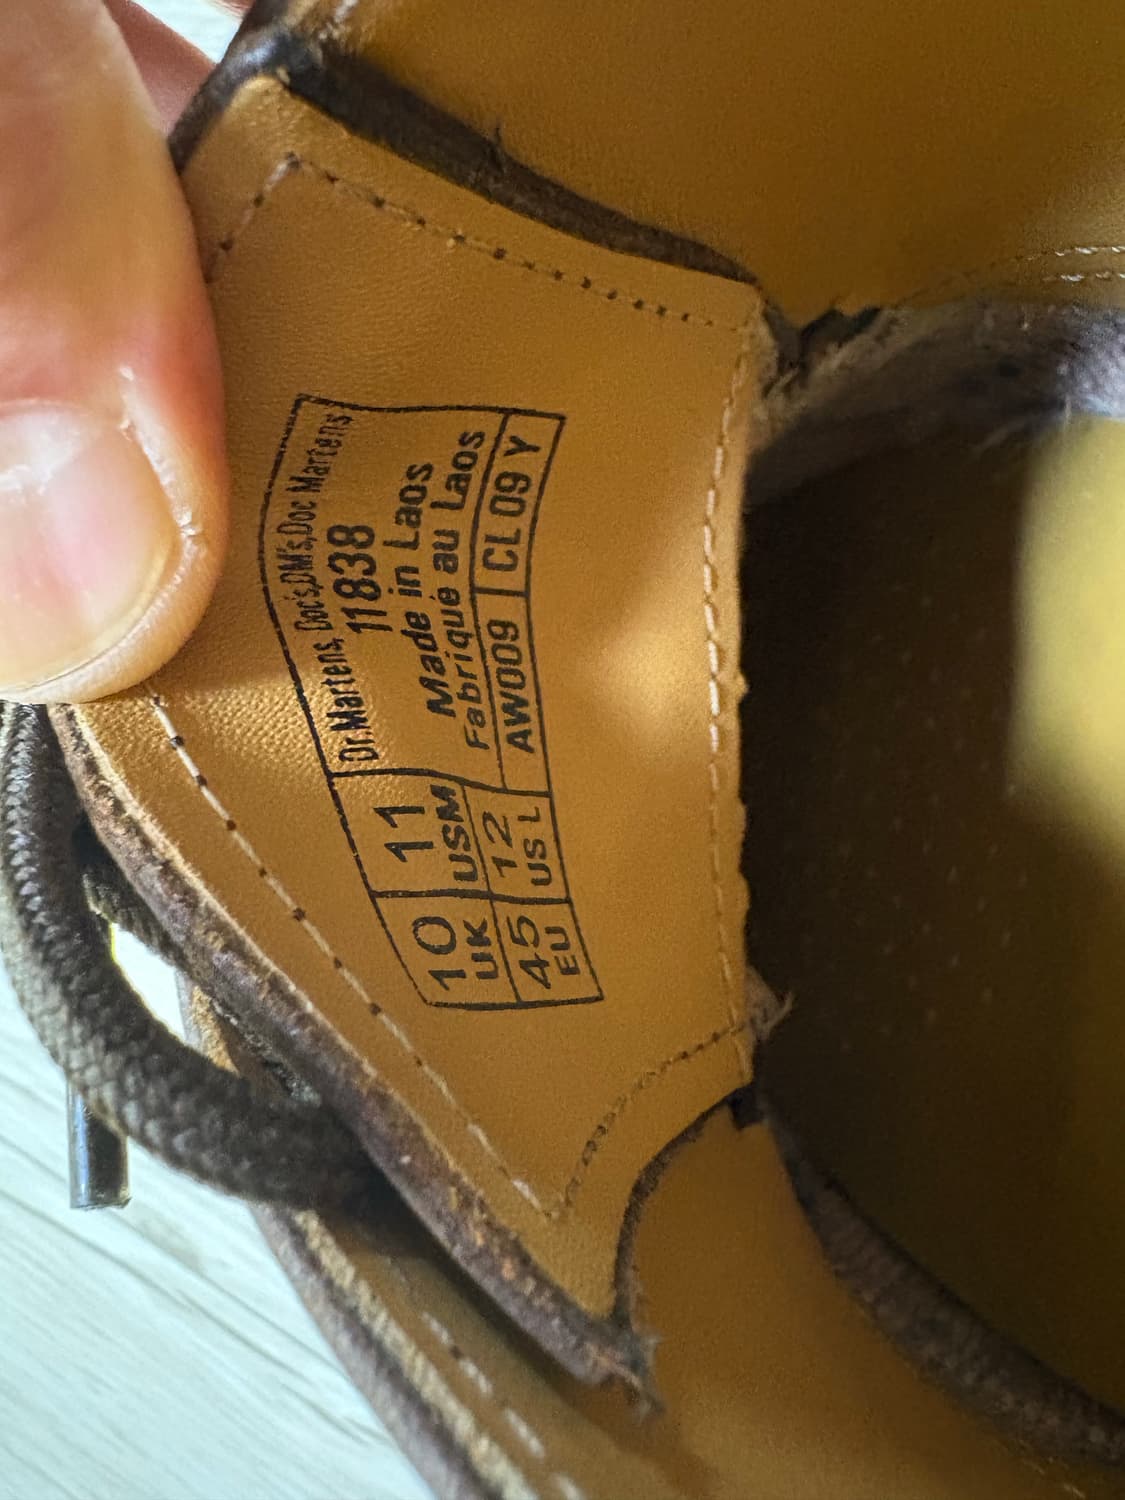 Dr.Martens, Doc's,DM's,Doc Martens
11838
Made in Laos
Fabriqué au Laos
AW009 CL 09 Y
10 11
UK USM
45 12
EU US L